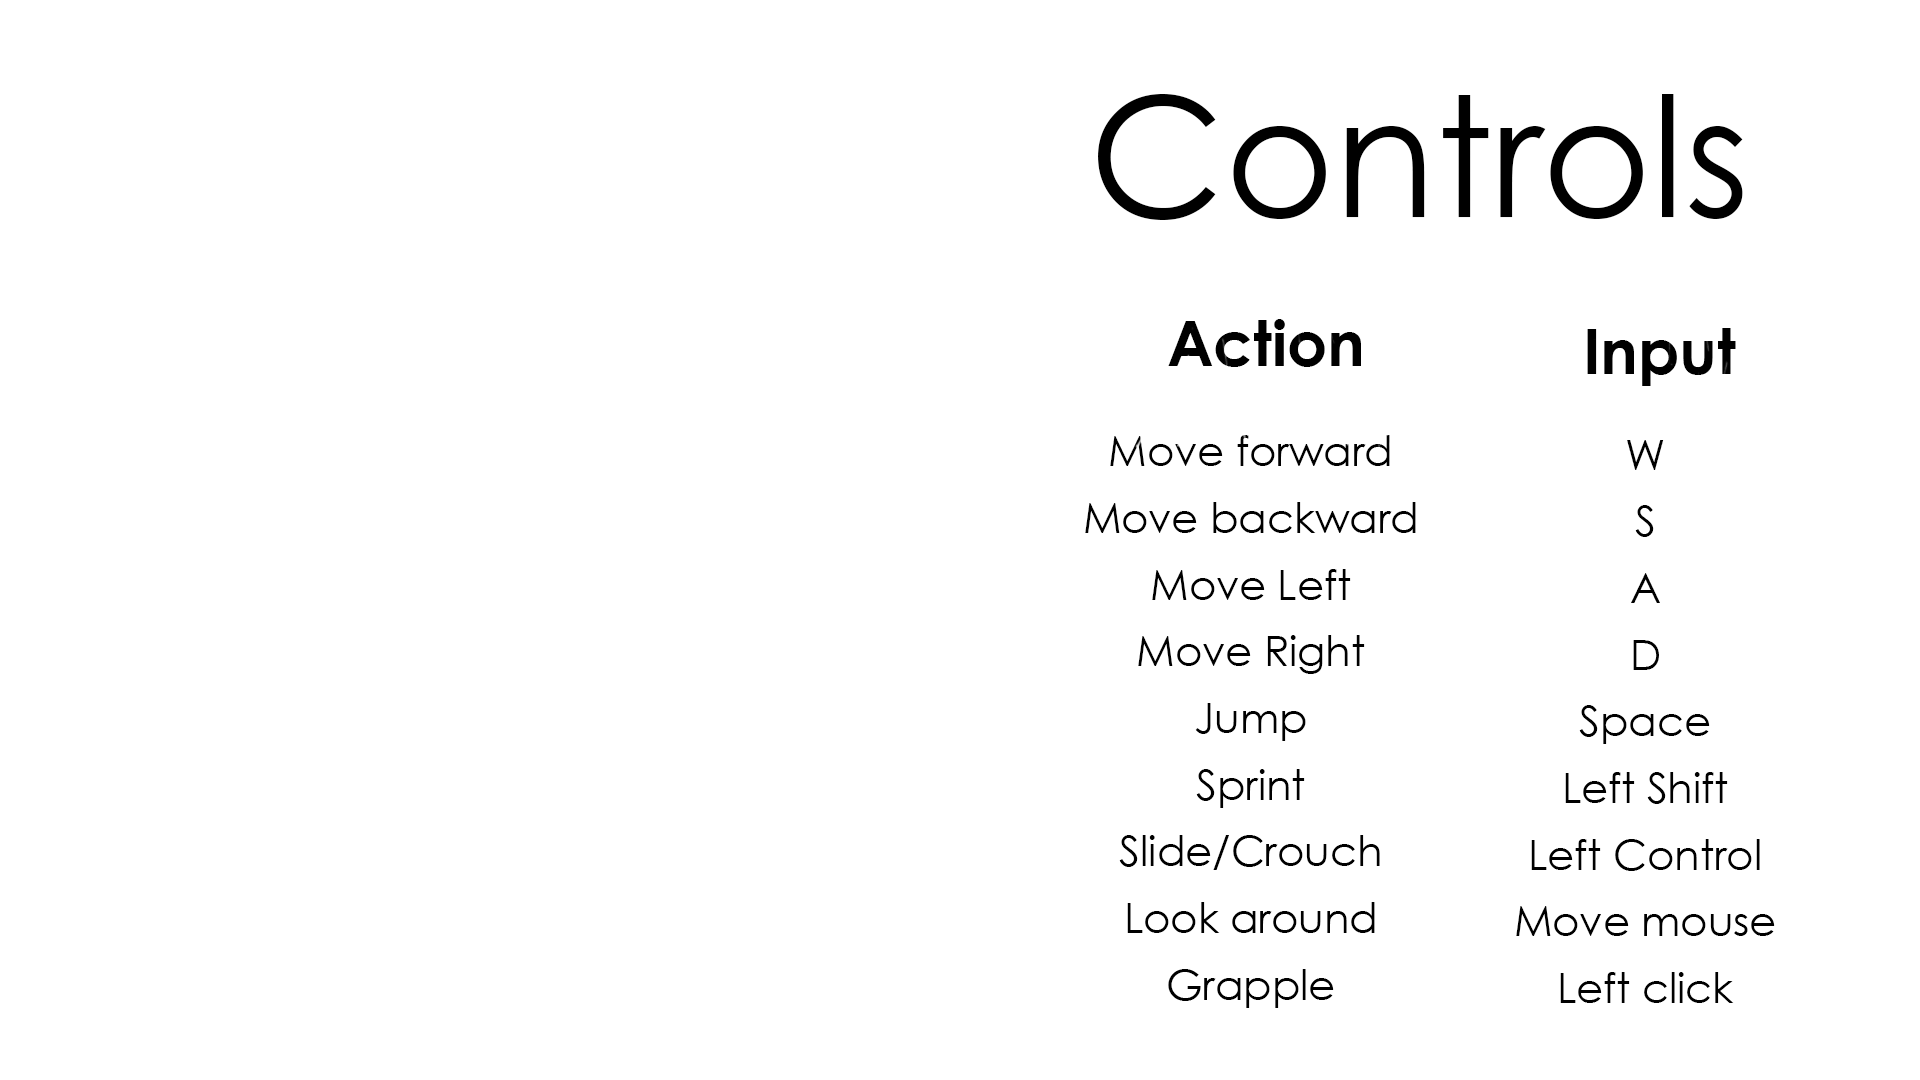 Controls
Action Input
Move forward W
Move backward S
Move Left A
Move Right D
Jump Space
Sprint Left Shift
Slide/Crouch Left Control
Look around Move mouse
Grapple Left click